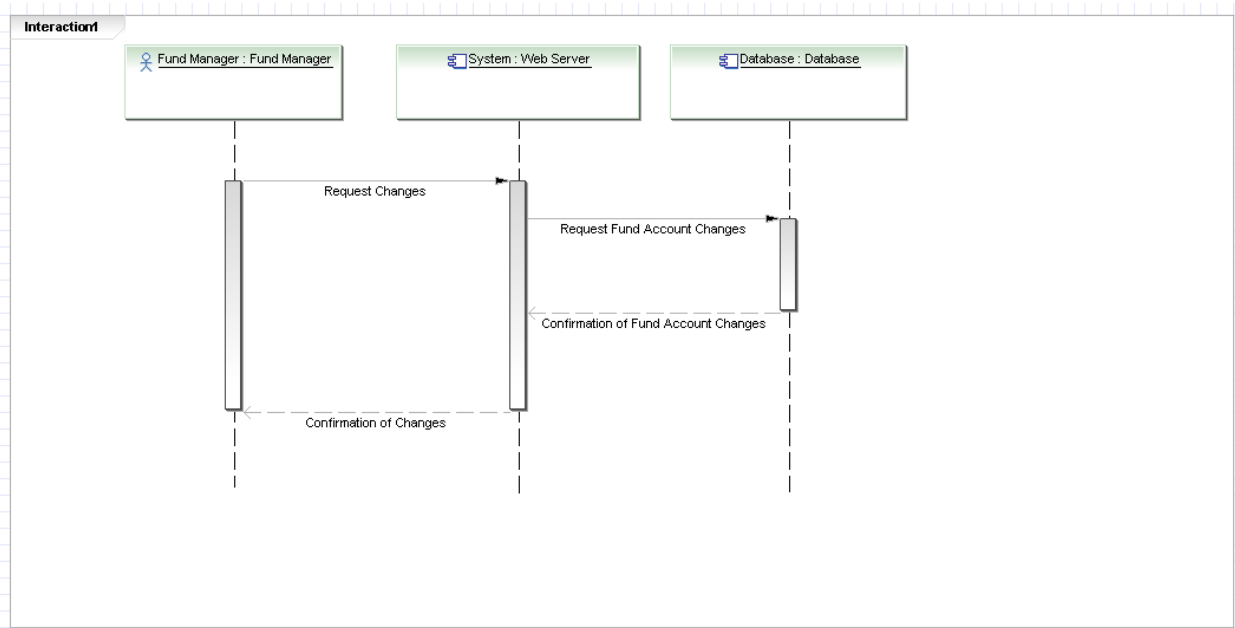 Interaction1
Fund Manager : Fund Manager
System : Web Server
Database : Database
Request Changes
Request Fund Account Changes
Confirmation of Fund Account Changes
Confirmation of Changes